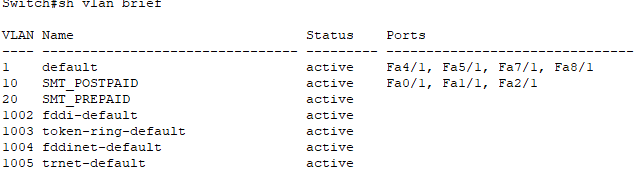 Switch#sh vlan brief
VLAN Name Status Ports
---- -------------------------------- --------- -------------------------------
1 default active Fa4/1, Fa5/1, Fa7/1, Fa8/1
10 SMT_POSTPAID active Fa0/1, Fa1/1, Fa2/1
20 SMT_PREPAID active
1002 fddi-default active
1003 token-ring-default active
1004 fddinet-default active
1005 trnet-default active